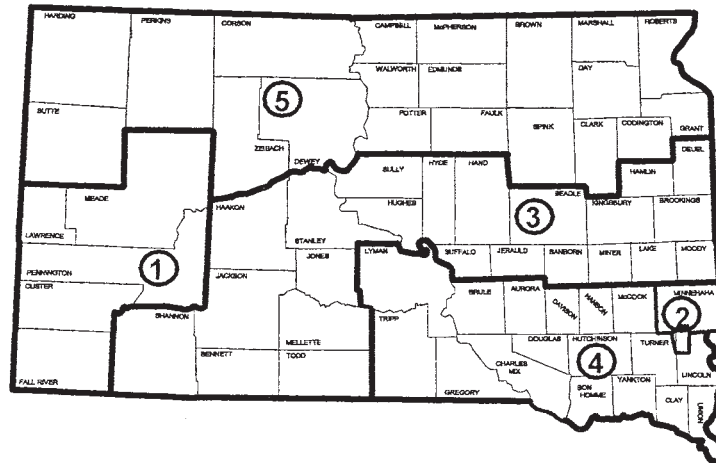 HARDING
PERKINS
CORSON
CAMPBELL
McPHERSON
BROWN
MARSHALL
ROBERTS
WALWORTH
EDMUNDS
DAY
5
BUTTE
POTTER
FAULK
SPINK
CLARK
CODINGTON
GRANT
ZIEBACH
DEWEY
SULLY
HYDE
HAND
HAMLIN
DEUEL
MEADE
HAAKON
HUGHES
BEADLE
KINGSBURY
BROOKINGS
3
LAWRENCE
STANLEY
JONES
LYMAN
BUFFALO
JERAULD
SANBORN
MINER
LAKE
MOODY
1
PENNINGTON
CUSTER
JACKSON
BRULE
AURORA
DAVISON
HANSON
McCOOK
MINNEHAHA
2
SHANNON
TRIPP
DOUGLAS
HUTCHINSON
TURNER
4
BENNETT
MELLETTE
TODD
CHARLES
MIX
LINCOLN
BON
HOMME
YANKTON
CLAY
UNION
FALL RIVER
GREGORY